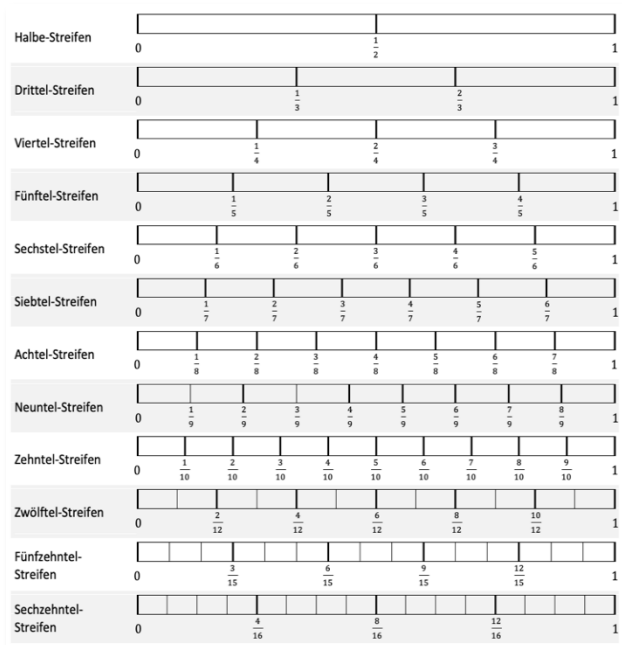 Halbe-Streifen
0 1/2 1
Drittel-Streifen
0 1/3 2/3 1
Viertel-Streifen
0 1/4 2/4 3/4 1
Fünftel-Streifen
0 1/5 2/5 3/5 4/5 1
Sechstel-Streifen
0 1/6 2/6 3/6 4/6 5/6 1
Siebtel-Streifen
0 1/7 2/7 3/7 4/7 5/7 6/7 1
Achtel-Streifen
0 1/8 2/8 3/8 4/8 5/8 6/8 7/8 1
Neuntel-Streifen
0 1/9 2/9 3/9 4/9 5/9 6/9 7/9 8/9 1
Zehntel-Streifen
0 1/10 2/10 3/10 4/10 5/10 6/10 7/10 8/10 9/10 1
Zwölftel-Streifen
0 2/12 4/12 6/12 8/12 10/12 1
Fünfzehntel-
Streifen
0 3/15 6/15 9/15 12/15 1
Sechzehntel-
Streifen
0 4/16 8/16 12/16 1